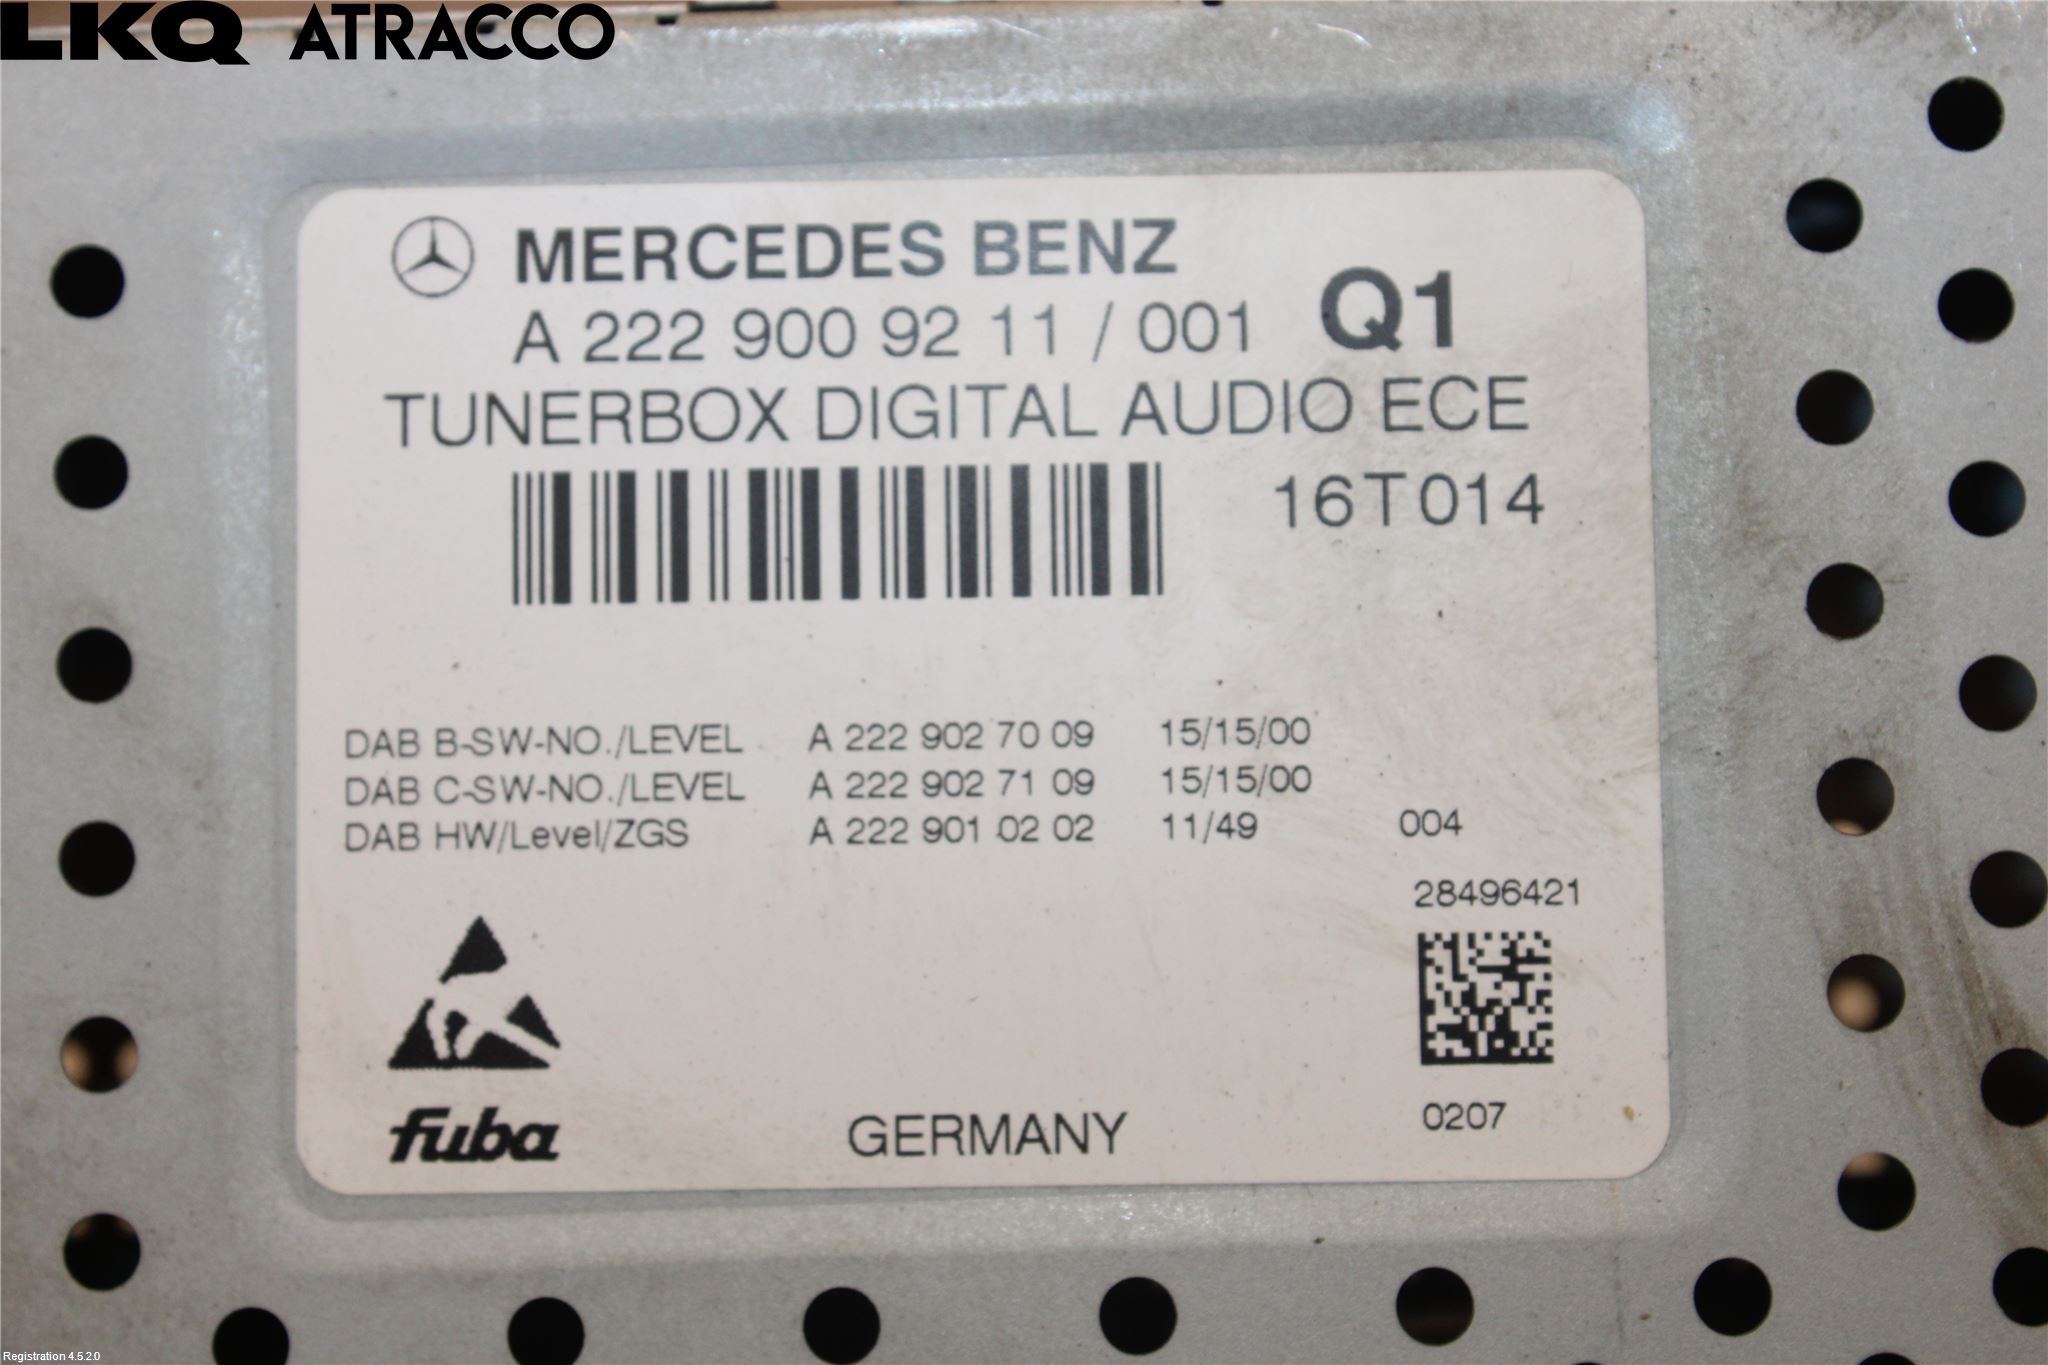 LKQ ATRACCO
MERCEDES BENZ
A 222 900 92 11 / 001 Q1
TUNERBOX DIGITAL AUDIO ECE
16T014
DAB B-SW-NO./LEVEL A 222 902 70 09 15/15/00
DAB C-SW-NO./LEVEL A 222 902 71 09 15/15/00
DAB HW/Level/ZGS A 222 901 02 02 11/49 004
28496421
0207
fuba GERMANY
Registration 4.5.2.0